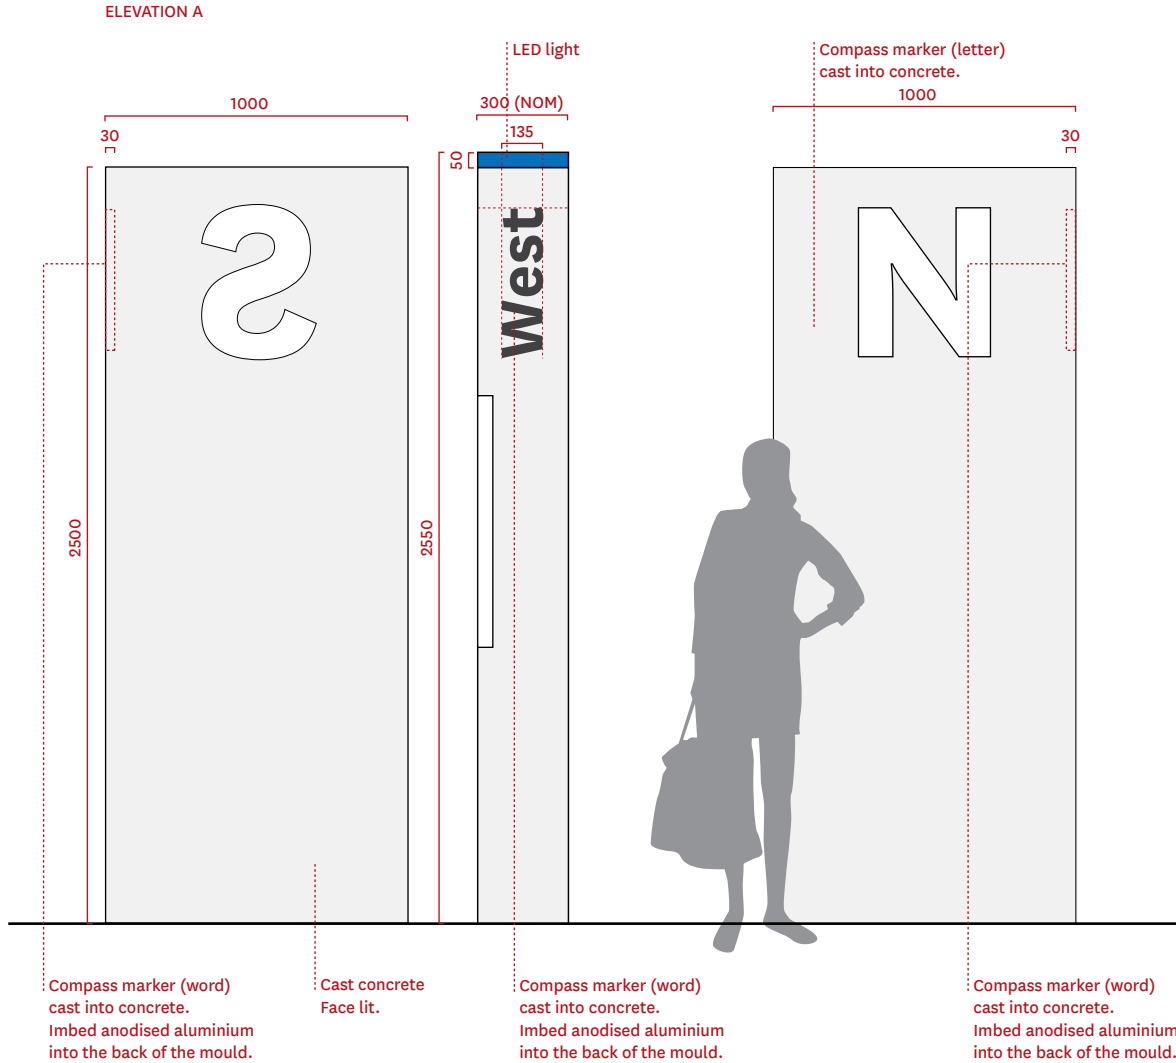 ELEVATION A
LED light
Compass marker (letter)
cast into concrete.
1000
300 (NOM)
1000
30
135
30
50
S
West
N
2500
2550
Compass marker (word)
cast into concrete.
Imbed anodised aluminium
into the back of the mould.
Cast concrete
Face lit.
Compass marker (word)
cast into concrete.
Imbed anodised aluminium
into the back of the mould.
Compass marker (word)
cast into concrete.
Imbed anodised aluminium
into the back of the mould.